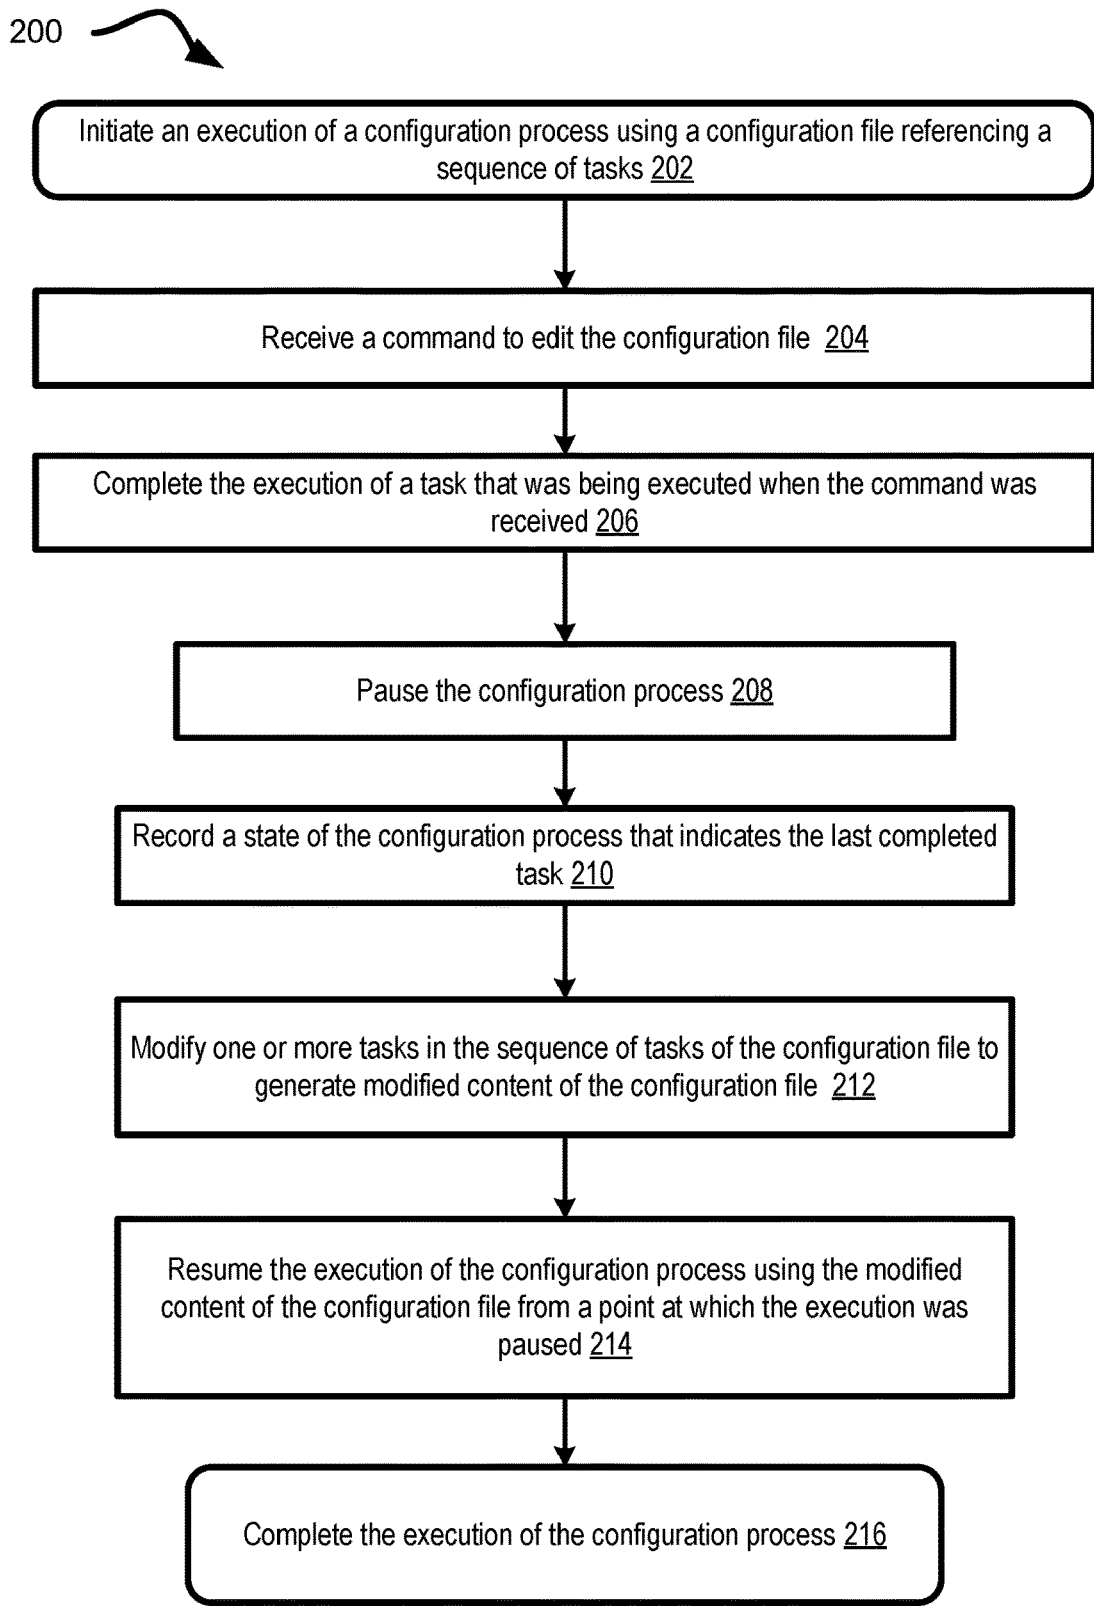 200
Initiate an execution of a configuration process using a configuration file referencing a
sequence of tasks 202
Receive a command to edit the configuration file 204
Complete the execution of a task that was being executed when the command was
received 206
Pause the configuration process 208
Record a state of the configuration process that indicates the last completed
task 210
Modify one or more tasks in the sequence of tasks of the configuration file to
generate modified content of the configuration file 212
Resume the execution of the configuration process using the modified
content of the configuration file from a point at which the execution was
paused 214
Complete the execution of the configuration process 216